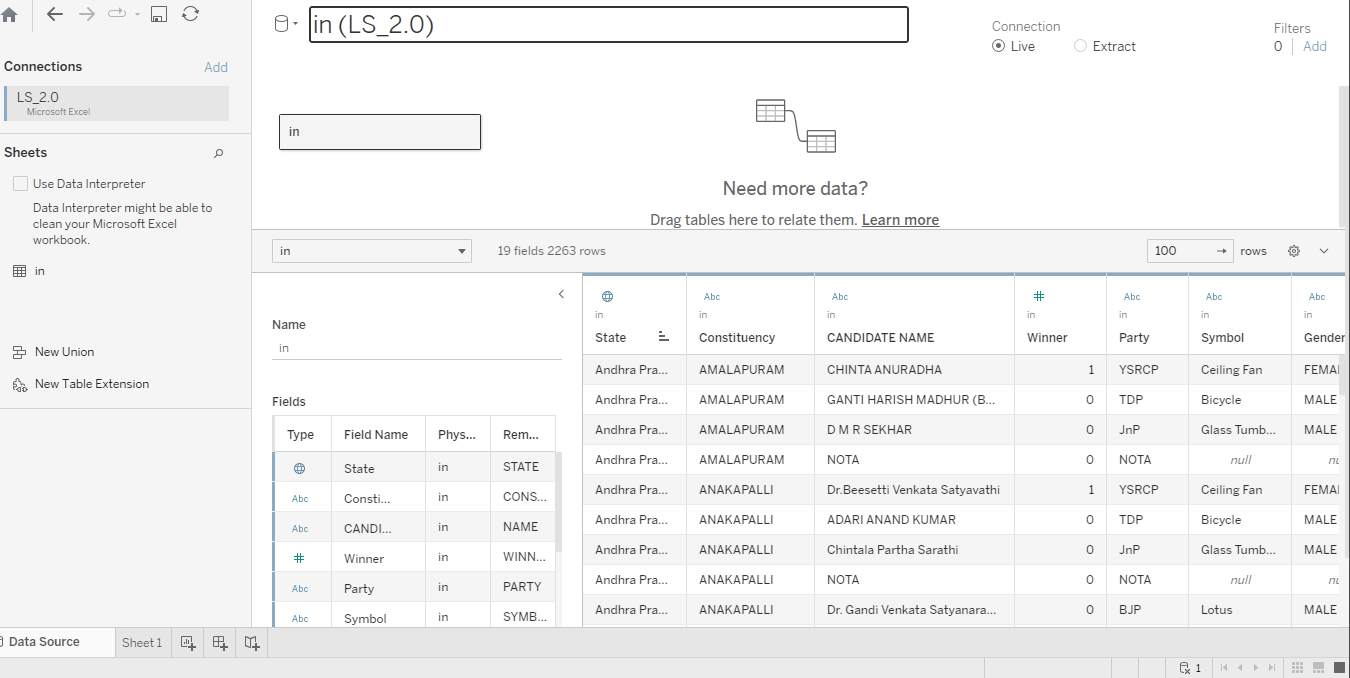 in (LS_2.0)
Connection
Filters
Live
Extract
0
Add
Connections
Add
LS_2.0
Microsoft Excel
in
Sheets
Need more data?
Use Data Interpreter
Data Interpreter might be able to
clean your Microsoft Excel
workbook.
Drag tables here to relate them. Learn more
in
in
19 fields 2263 rows
100
rows
New Union
New Table Extension
Name
in
Fields
Type Field Name Phys... Rem...
State in STATE
Abc Consti... in CONS...
Abc CANDI... in NAME
Winner in WINN...
Abc Party in PARTY
Abc Symbol in SYMB...
Abc Abc Abc Abc Abc
in in in in in in in
State Constituency CANDIDATE NAME Winner Party Symbol Gender
Andhra Pra... AMALAPURAM CHINTA ANURADHA 1 YSRCP Ceiling Fan FEMA
Andhra Pra... AMALAPURAM GANTI HARISH MADHUR (B... 0 TDP Bicycle MALE
Andhra Pra... AMALAPURAM D M R SEKHAR 0 JnP Glass Tumb... MALE
Andhra Pra... AMALAPURAM NOTA 0 NOTA null
Andhra Pra... ANAKAPALLI Dr.Beesetti Venkata Satyavathi 1 YSRCP Ceiling Fan FEMA
Andhra Pra... ANAKAPALLI ADARI ANAND KUMAR 0 TDP Bicycle MALE
Andhra Pra... ANAKAPALLI Chintala Partha Sarathi 0 JnP Glass Tumb... MALE
Andhra Pra... ANAKAPALLI NOTA 0 NOTA null
Andhra Pra... ANAKAPALLI Dr. Gandi Venkata Satyanara... 0 BJP Lotus MALE
Data Source
Sheet 1
1